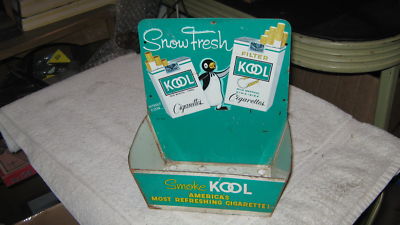 Snow Fresh
KOOL
Cigarettes
FILTER
KOOL
Cigarettes
Smoke KOOL
AMERICA'S
MOST REFRESHING CIGARETTE!